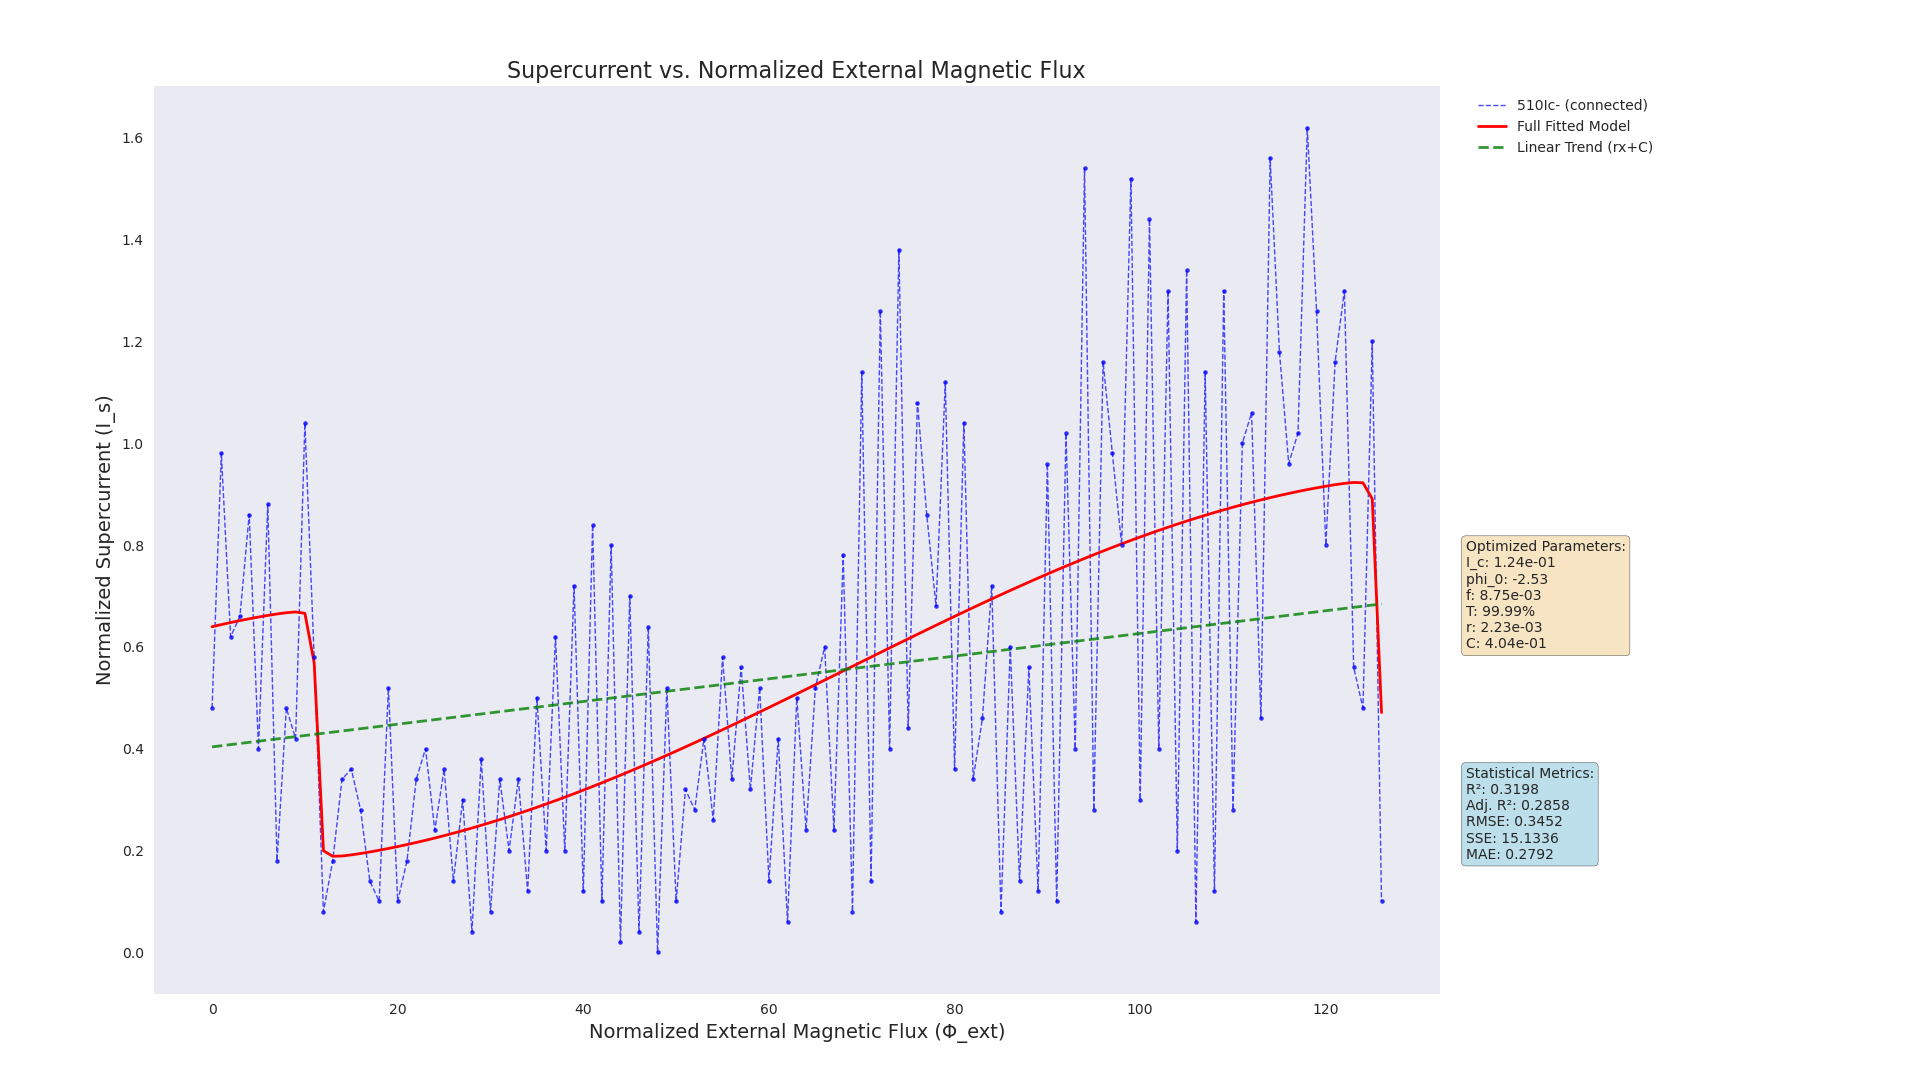 Supercurrent vs. Normalized External Magnetic Flux
510Ic- (connected)
Full Fitted Model
Linear Trend (rx+C)
1.6
1.4
1.2
1.0
0.8
0.6
0.4
0.2
0.0
Normalized Supercurrent (I_s)
0 20 40 60 80 100 120
Normalized External Magnetic Flux (Φ_ext)
Optimized Parameters:
I_c: 1.24e-01
phi_0: -2.53
f: 8.75e-03
T: 99.99%
r: 2.23e-03
C: 4.04e-01
Statistical Metrics:
R²: 0.3198
Adj. R²: 0.2858
RMSE: 0.3452
SSE: 15.1336
MAE: 0.2792